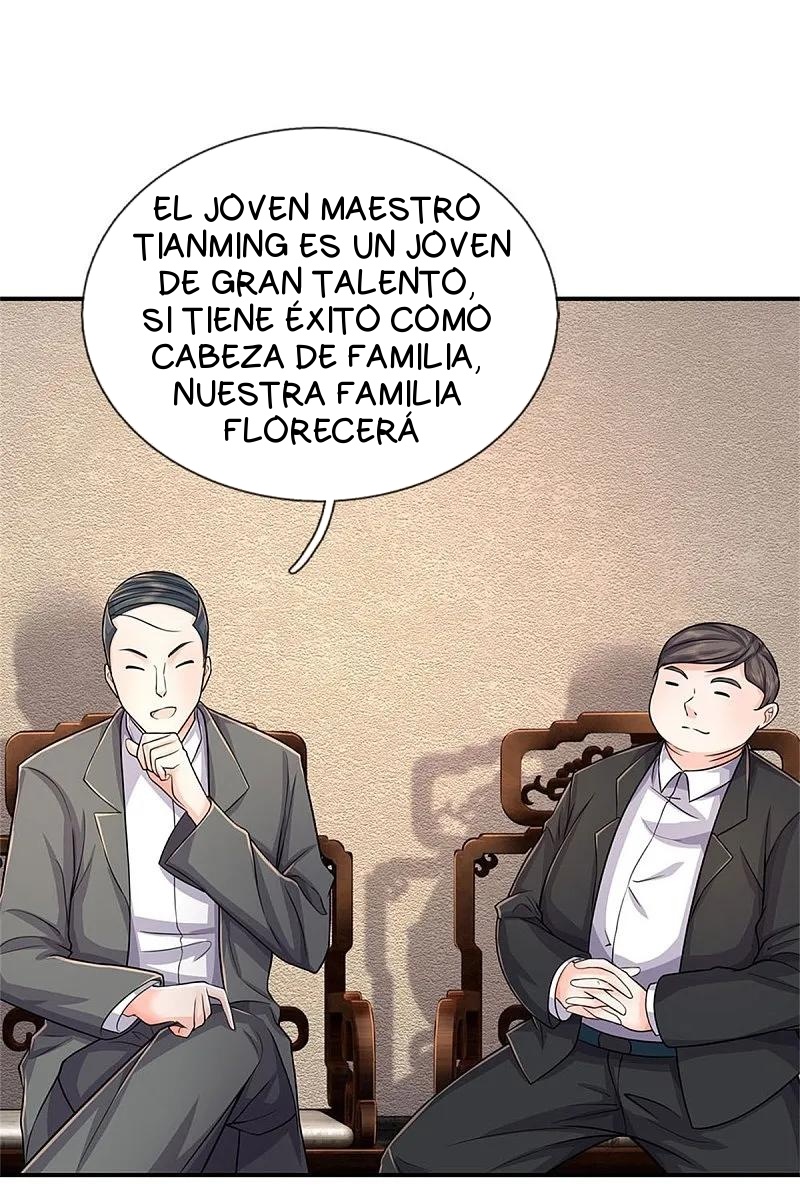 EL JOVEN MAESTRO
TIANMING ES UN JOVEN
DE GRAN TALENTO,
SI TIENE ÉXITO COMO
CABEZA DE FAMILIA,
NUESTRA FAMILIA
FLORECERÁ